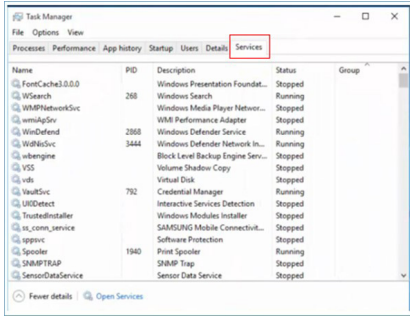 Task Manager
File Options View
Processes Performance App history Startup Users Details Services
Name PID Description Status Group
FontCache3.0.0.0 Windows Presentation Foundat... Stopped
WSearch 268 Windows Search Running
WMPNetworkSvc Windows Media Player Networ... Stopped
wmiApSrv WMI Performance Adapter Stopped
WinDefend 2868 Windows Defender Service Running
WdNisSvc 3444 Windows Defender Network In... Running
wbengine Block Level Backup Engine Serv... Stopped
VSS Volume Shadow Copy Stopped
vds Virtual Disk Stopped
VaultSvc 792 Credential Manager Running
UI0Detect Interactive Services Detection Stopped
TrustedInstaller Windows Modules Installer Stopped
ss_conn_service SAMSUNG Mobile Connectivit... Stopped
sppsvc Software Protection Stopped
Spooler 1940 Print Spooler Running
SNMPTRAP SNMP Trap Stopped
SensorDataService Sensor Data Service Stopped
Fewer details Open Services